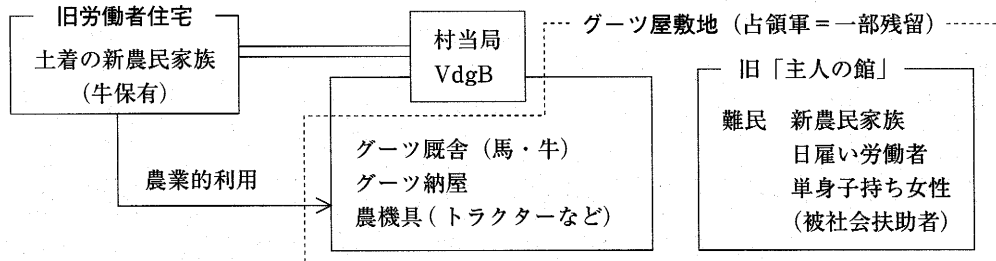 旧労働者住宅
土着の新農民家族
(牛保有)
村当局
VdgB
グーツ屋敷地（占領軍＝一部残留）
旧「主人の館」
難民　新農民家族
日雇い労働者
単身子持ち女性
(被社会扶助者)
グーツ厩舎（馬・牛）
グーツ納屋
農機具(トラクターなど)
農業的利用